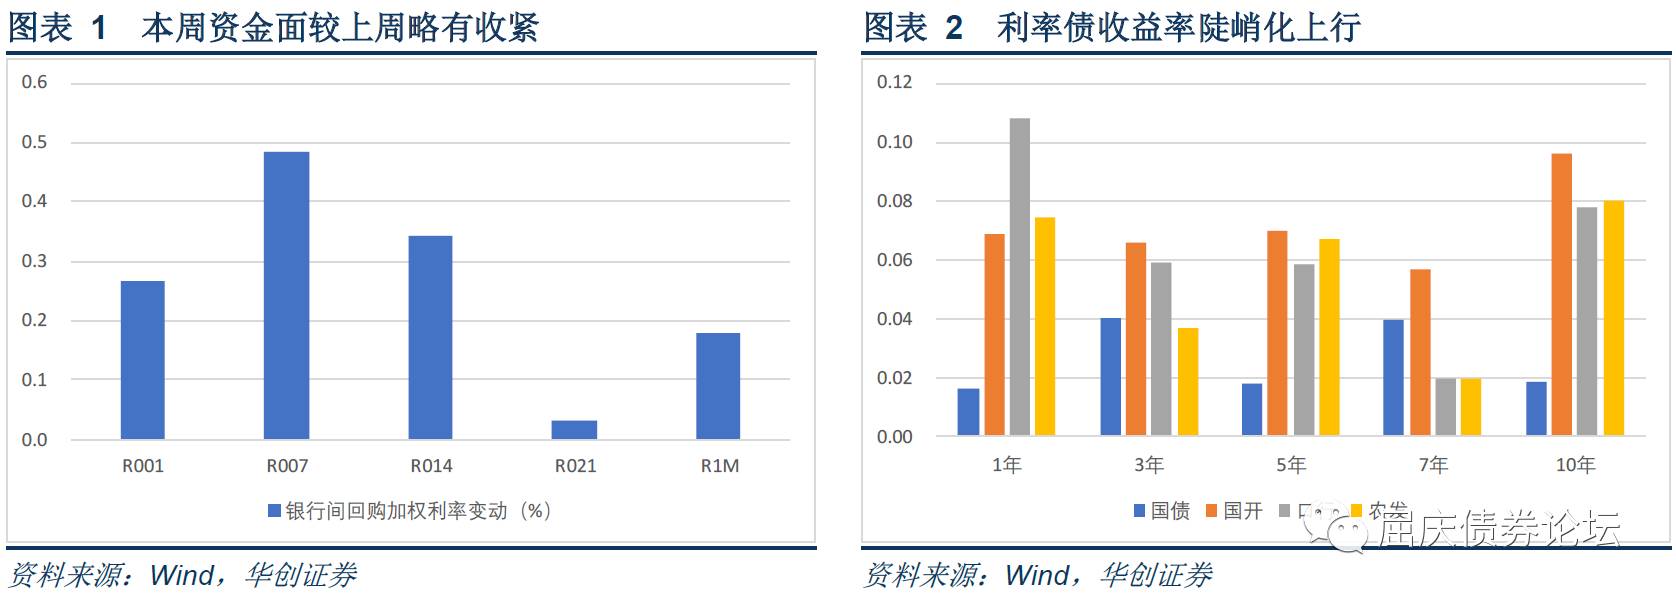 图表 1 本周资金面较上周略有收紧
0.6
0.5
0.4
0.3
0.2
0.1
0.0
R001 R007 R014 R021 R1M
银行间回购加权利率变动（%）
资料来源：Wind，华创证券
图表 2 利率债收益率陡峭化上行
0.12
0.10
0.08
0.06
0.04
0.02
0.00
1年 3年 5年 7年 10年
国债 国开 口 农发
屈庆债券论坛
资料来源：Wind，华创证券